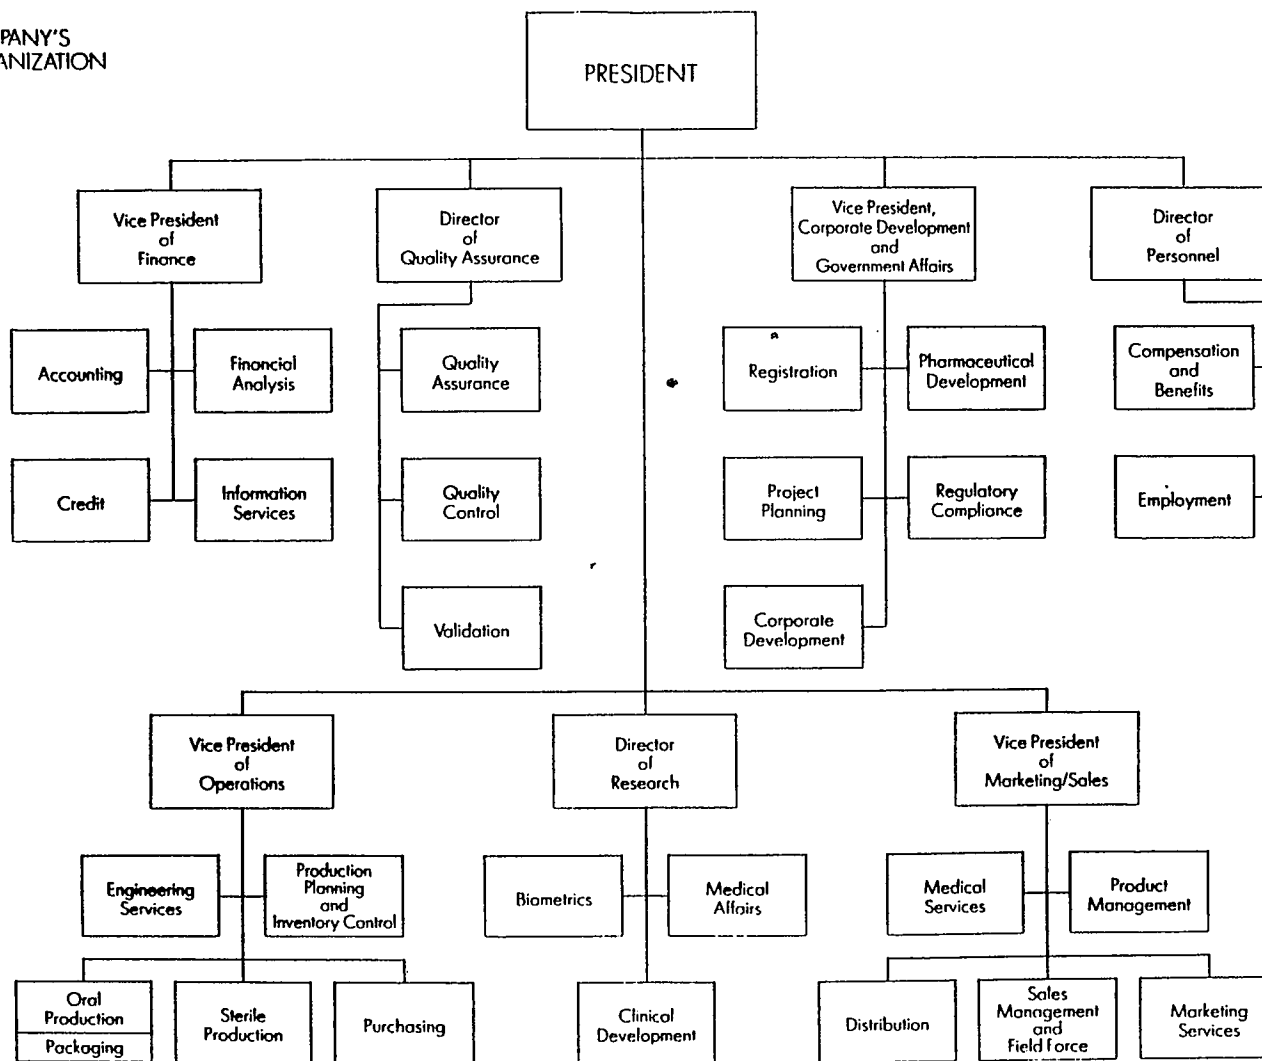 PANY'S
ANIZATION
PRESIDENT
Vice President
of
Finance
Director
of
Quality Assurance
Vice President,
Corporate Development
and
Government Affairs
Director
of
Personnel
Accounting
Financial
Analysis
Quality
Assurance
Registration
Pharmaceutical
Development
Compensation
and
Benefits
Credit
Information
Services
Quality
Control
Project
Planning
Regulatory
Compliance
Employment
Validation
Corporate
Development
Vice President
of
Operations
Director
of
Research
Vice President
of
Marketing/Sales
Engineering
Services
Production
Planning
and
Inventory Control
Biometrics
Medical
Affairs
Medical
Services
Product
Management
Oral
Production
Packaging
Sterile
Production
Purchasing
Clinical
Development
Distribution
Sales
Management
and
Field Force
Marketing
Services